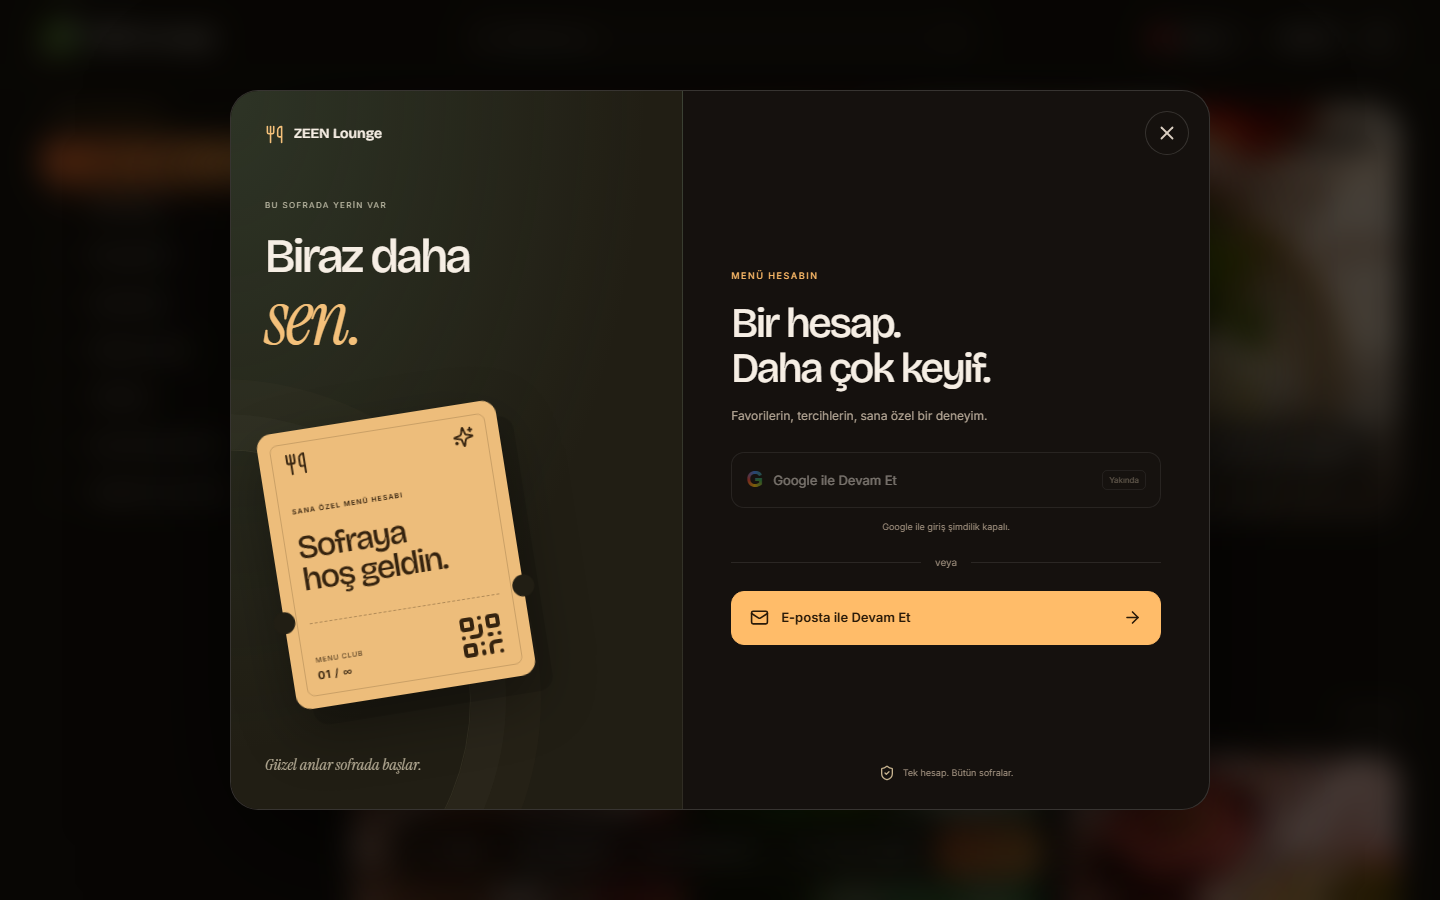 ZEEN Lounge
BU SOFRADA YERİN VAR
Biraz daha
sen.
SANA ÖZEL MENÜ HESABI
Sofraya
hoş geldin.
MENU CLUB
01 / ∞
Güzel anlar sofrada başlar.
MENÜ HESABIN
Bir hesap.
Daha çok keyif.
Favorilerin, tercihlerin, sana özel bir deneyim.
Google ile Devam Et
Yakında
Google ile giriş şimdilik kapalı.
veya
E-posta ile Devam Et
Tek hesap. Bütün sofralar.